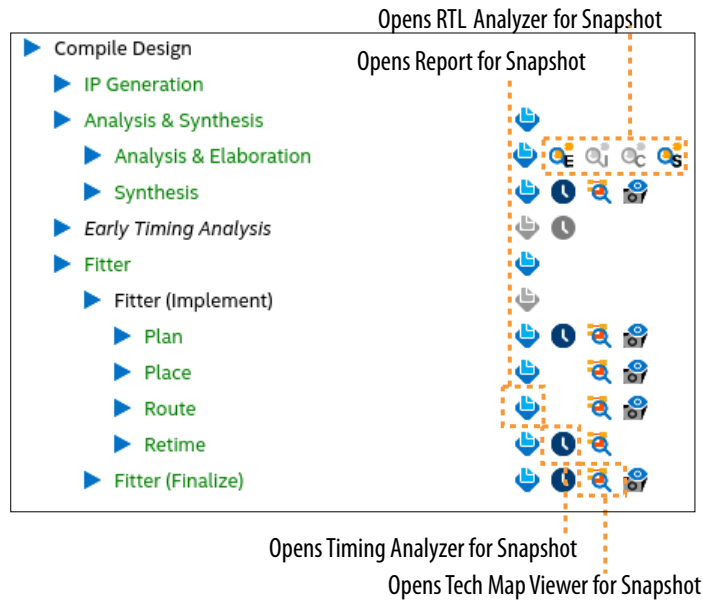 Opens RTL Analyzer for Snapshot
Compile Design
Opens Report for Snapshot
IP Generation
Analysis & Synthesis
Analysis & Elaboration
E I C S
Synthesis
Early Timing Analysis
Fitter
Fitter (Implement)
Plan
Place
Route
Retime
Fitter (Finalize)
Opens Timing Analyzer for Snapshot
Opens Tech Map Viewer for Snapshot